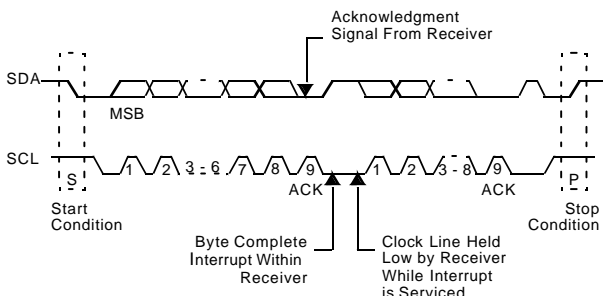 Acknowledgment
Signal From Receiver
SDA
MSB
SCL
S 1 2 3 - 6 7 8 9 1 2 3 - 8 9 P
ACK ACK
Start
Condition
Stop
Condition
Byte Complete
Interrupt Within
Receiver
Clock Line Held
Low by Receiver
While Interrupt
is Serviced